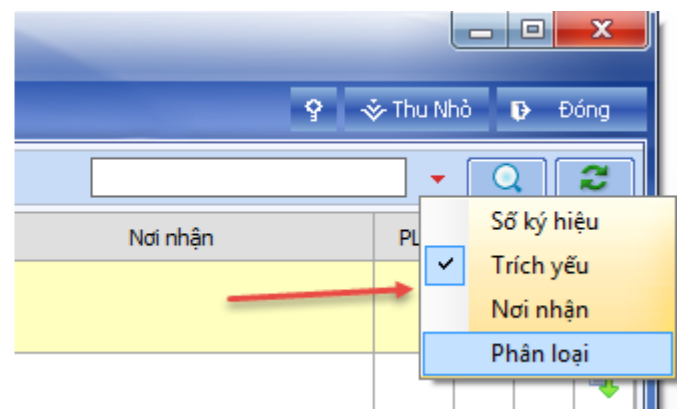 Thu Nhỏ
Đóng
Nơi nhận
PL
Số ký hiệu
Trích yếu
Nơi nhận
Phân loại